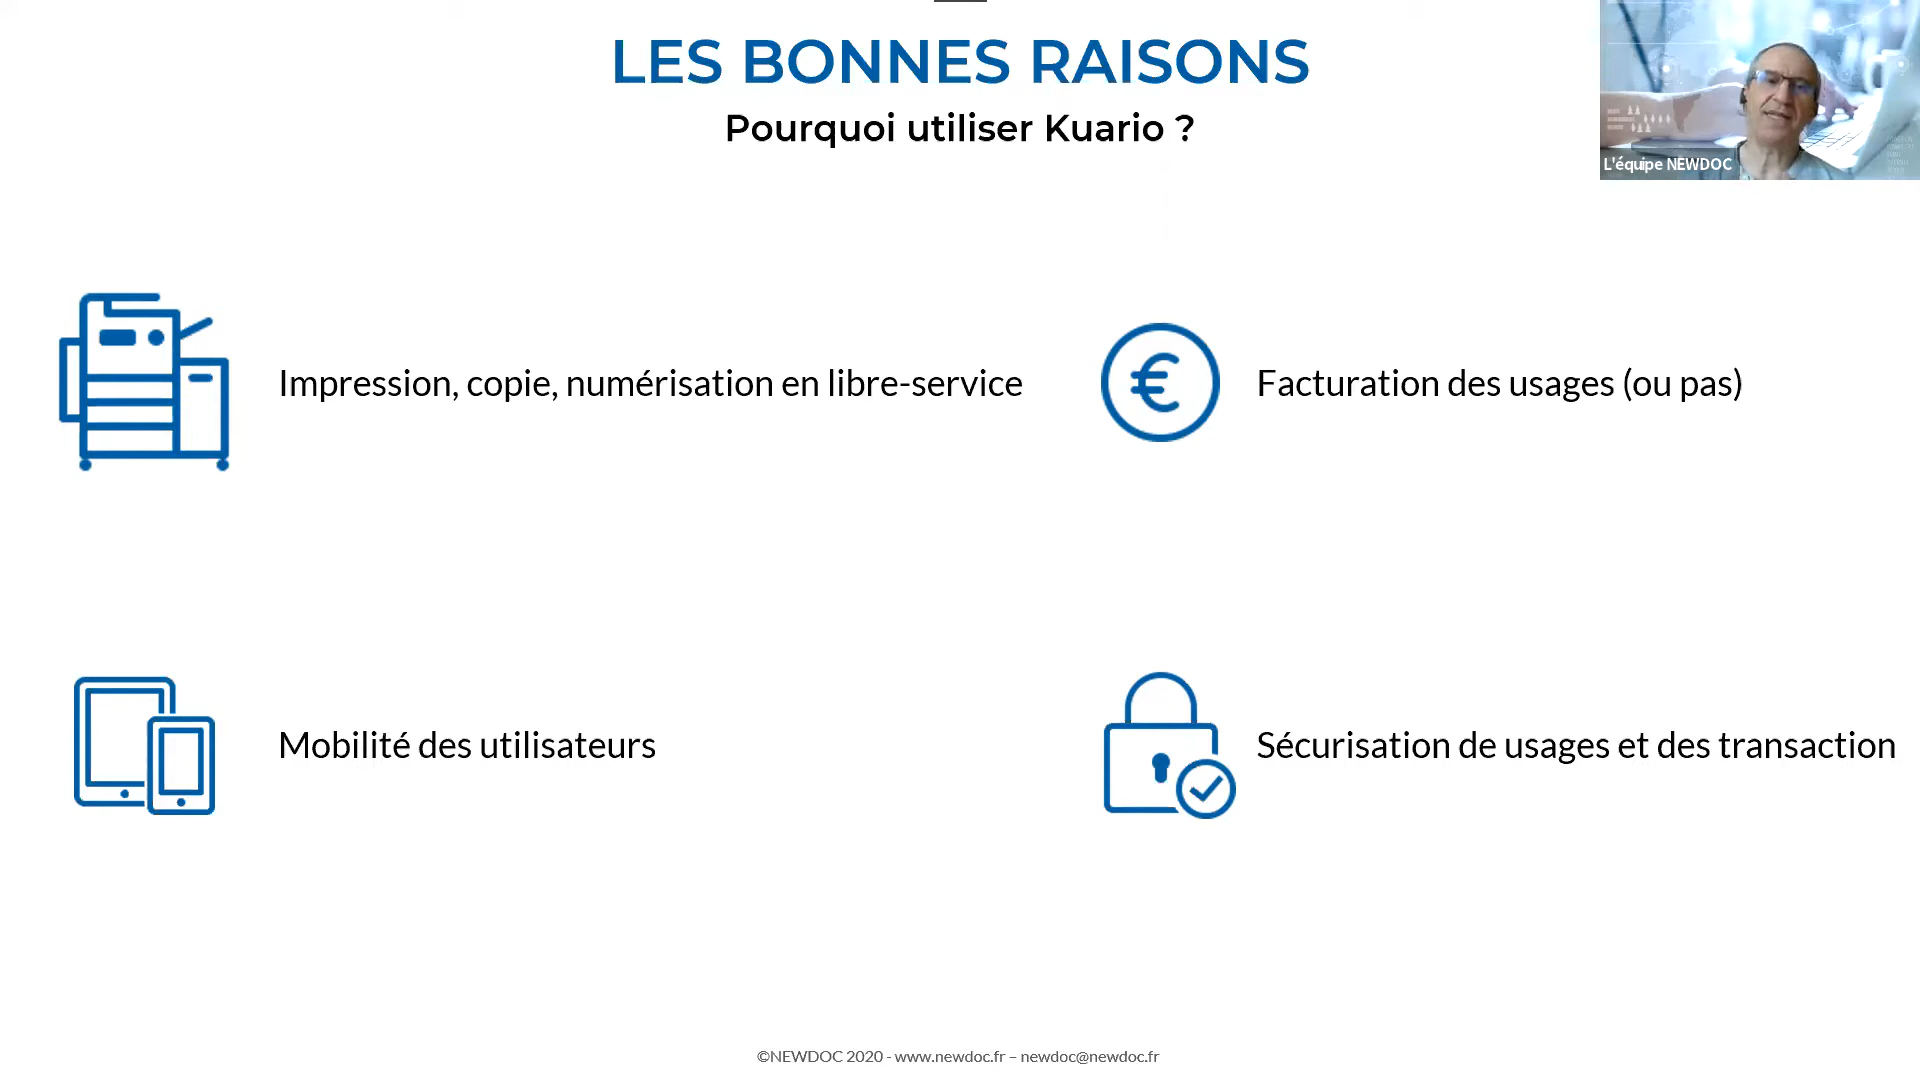 LES BONNES RAISONS
Pourquoi utiliser Kuario ?
L'équipe NEWDOC
Impression, copie, numérisation en libre-service
€
Facturation des usages (ou pas)
Mobilité des utilisateurs
Sécurisation de usages et des transaction
©NEWDOC 2020 - www.newdoc.fr – newdoc@newdoc.fr